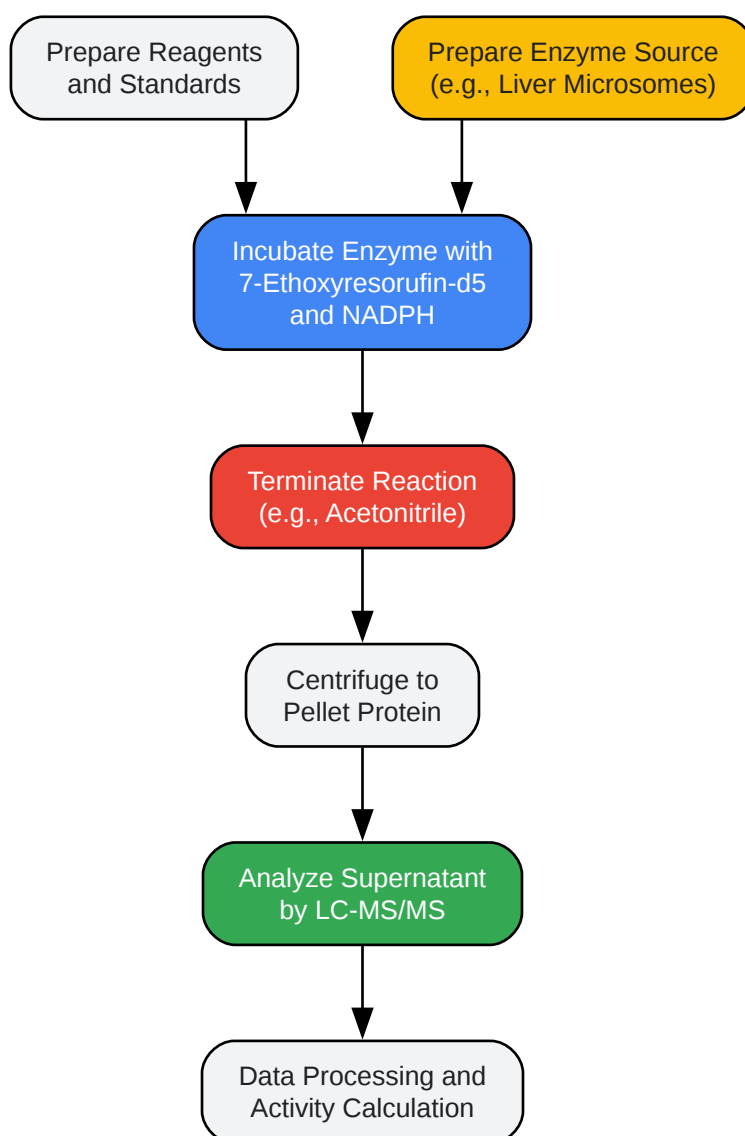 Prepare Reagents
and Standards
Prepare Enzyme Source
(e.g., Liver Microsomes)
Incubate Enzyme with
7-Ethoxyresorufin-d5
and NADPH
Terminate Reaction
(e.g., Acetonitrile)
Centrifuge to
Pellet Protein
Analyze Supernatant
by LC-MS/MS
Data Processing and
Activity Calculation